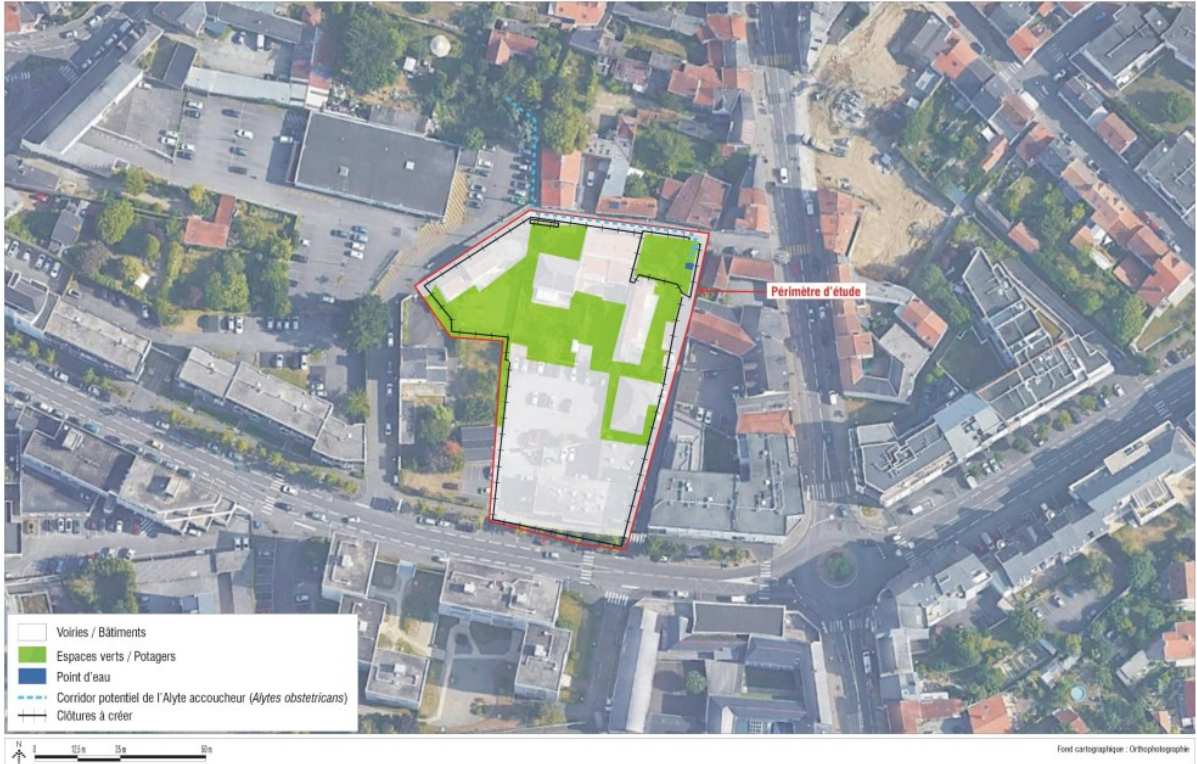 Périmètre d'étude
Voiries / Bâtiments
Espaces verts / Potagers
Point d'eau
Corridor potentiel de l'Alyte accoucheur (Alytes obstetricans)
Clôtures à créer
N
0 12,5 m 25 m 50 m
Fond cartographique : Orthophotographie